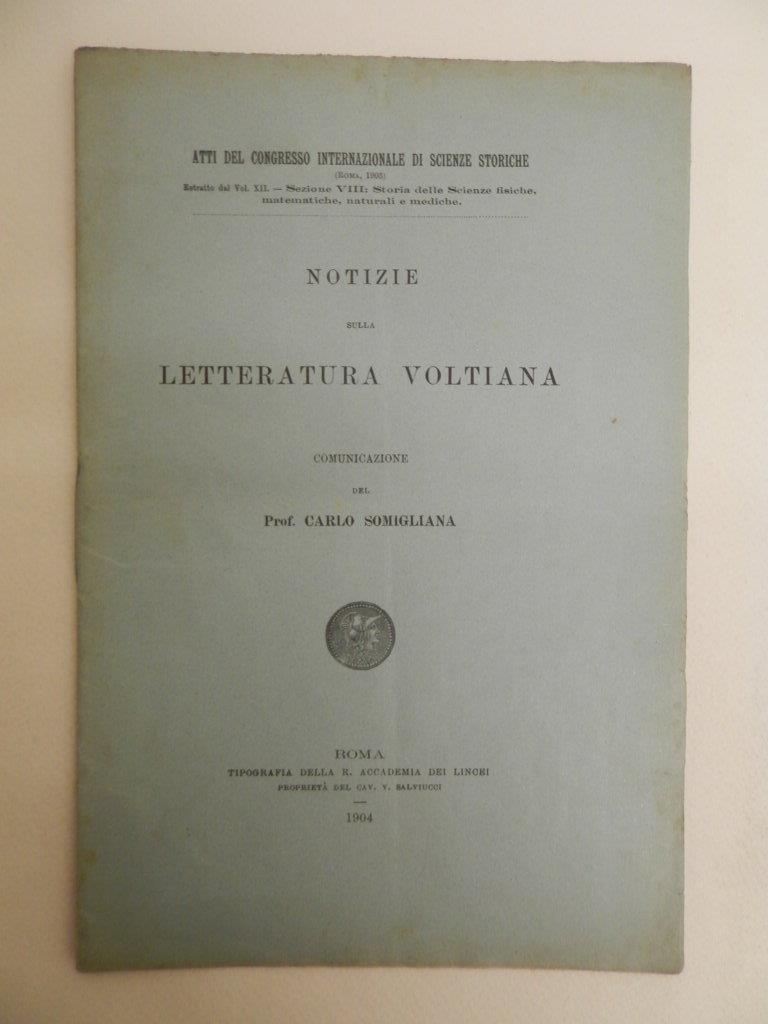 ATTI DEL CONGRESSO INTERNAZIONALE DI SCIENZE STORICHE
(ROMA, 1903)
Estratto dal Vol. XII. — Sezione VIII: Storia delle Scienze fisiche,
matematiche, naturali e mediche.
NOTIZIE
SULLA
LETTERATURA VOLTIANA
COMUNICAZIONE
DEL
Prof. CARLO SOMIGLIANA
ROMA
TIPOGRAFIA DELLA R. ACCADEMIA DEI LINCEI
PROPRIETÀ DEL CAV. V. SALVIUCCI
—
1904